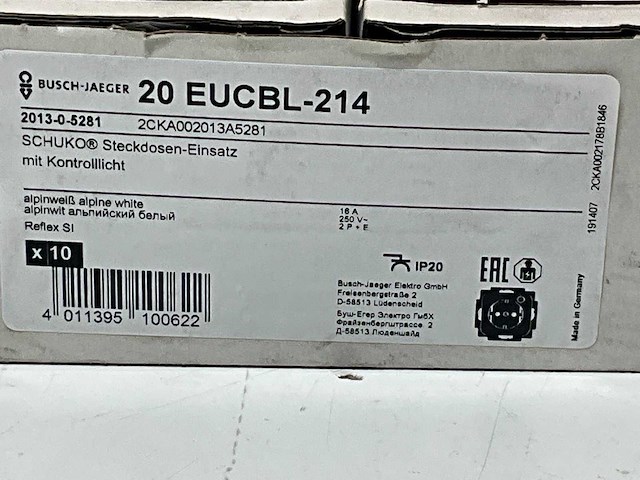 BUSCH-JAEGER 20 EUCBL-214
2013-0-5281 2CKA002013A5281
SCHUKO® Steckdosen-Einsatz
mit Kontrolllicht
alpinweiß alpine white
alpinwit альпийский белый
Reflex SI
16 A
250 V~
2 P + E
x 10
4 011395 100622
IP20
Busch-Jaeger Elektro GmbH
Freisenbergstraße 2
D-58513 Lüdenscheid
Буш-Егер Электро ГмбХ
Фрайзенбергштрассе 2
Д-58513 Люденшайд
EAC
Made in Germany
191407 2CKA002178B1846